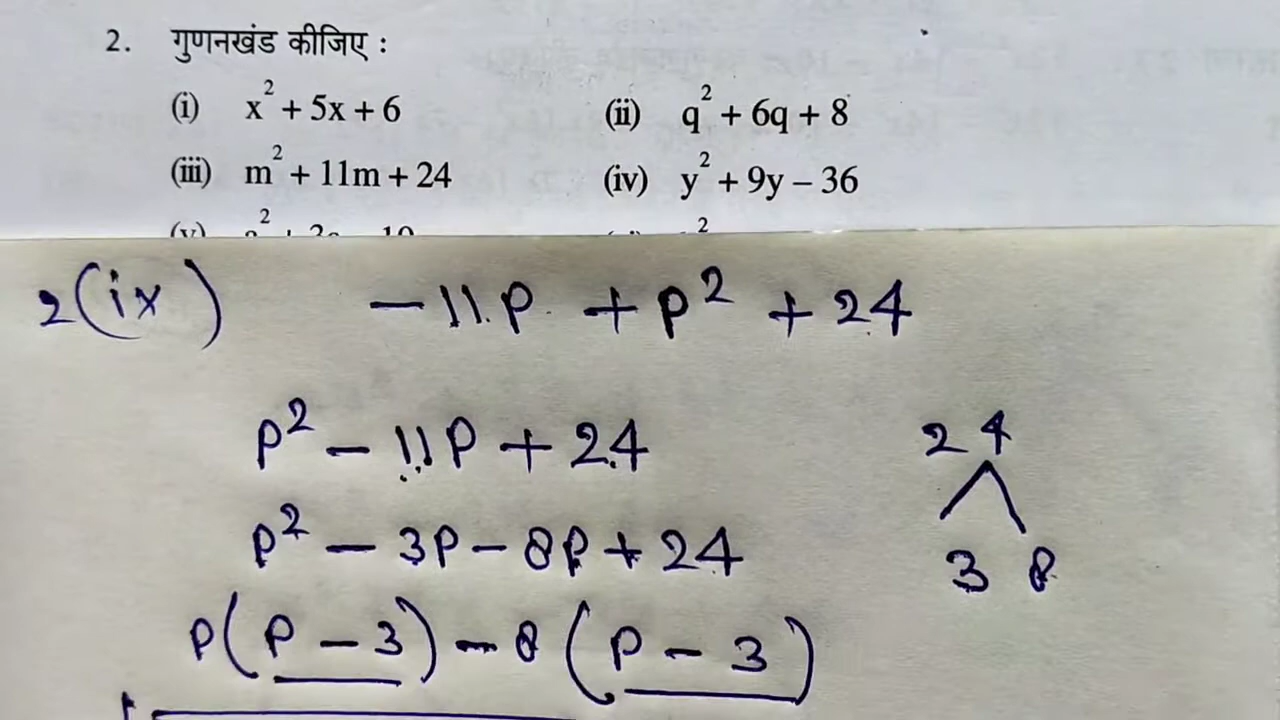 2. गुणनखंड कीजिए :
(i) x² + 5x + 6 (ii) q² + 6q + 8
(iii) m² + 11m + 24 (iv) y² + 9y – 36
2(ix) - 11p + p² + 24
p² - 11p + 24
24
p² - 3p - 8p + 24
3 8
p(p - 3) - 8(p - 3)